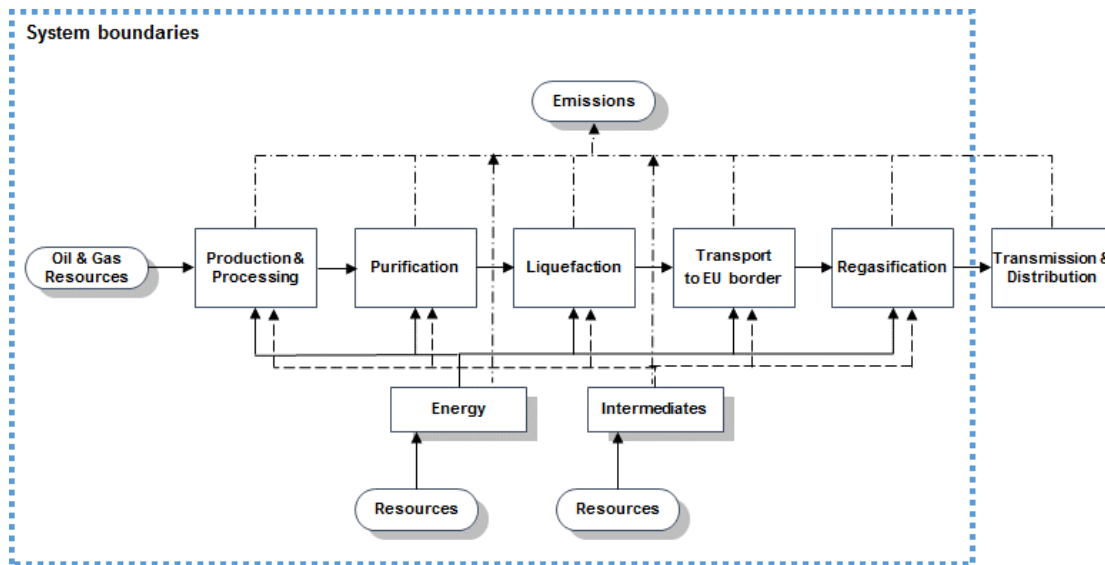 System boundaries
Emissions
Oil & Gas
Resources
Production &
Processing
Purification
Liquefaction
Transport
to EU border
Regasification
Transmission &
Distribution
Energy
Intermediates
Resources
Resources